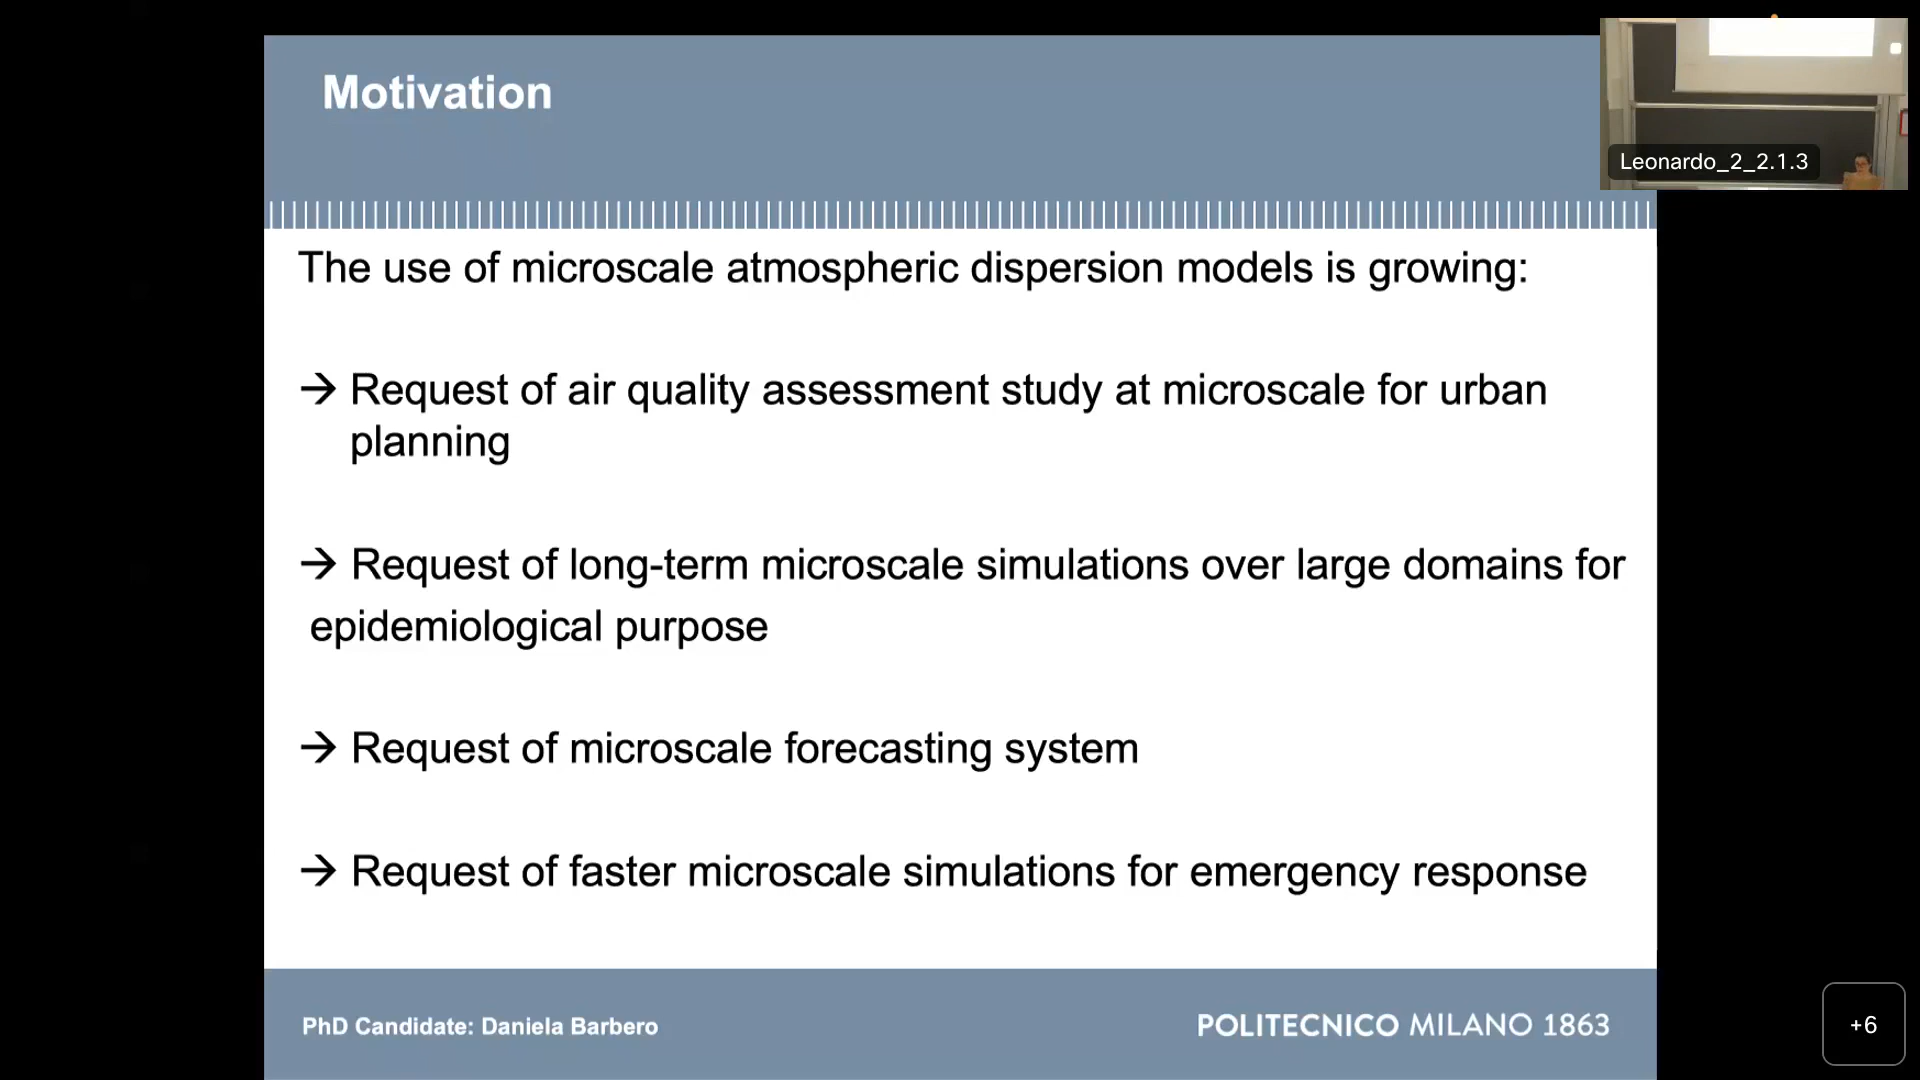 Motivation
Leonardo_2_2.1.3
The use of microscale atmospheric dispersion models is growing:
→ Request of air quality assessment study at microscale for urban
planning
→ Request of long-term microscale simulations over large domains for
epidemiological purpose
→ Request of microscale forecasting system
→ Request of faster microscale simulations for emergency response
PhD Candidate: Daniela Barbero
POLITECNICO MILANO 1863
+6